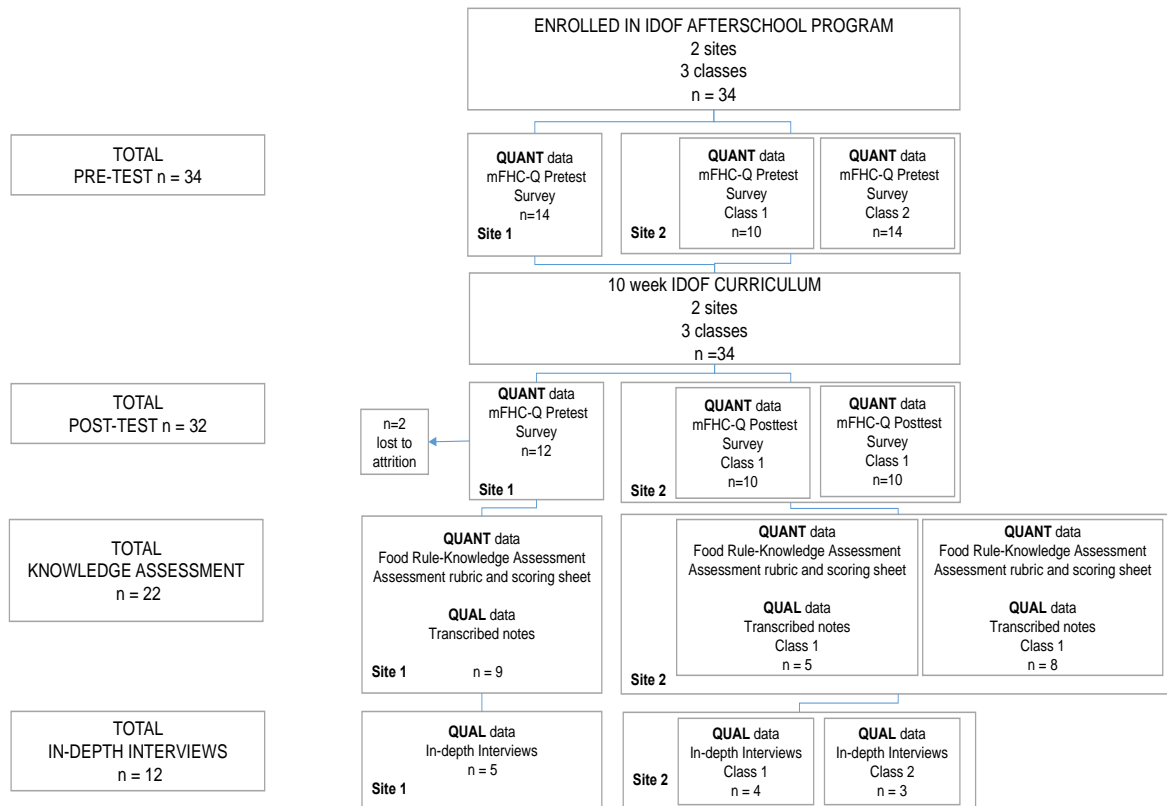 ENROLLED IN IDOF AFTERSCHOOL PROGRAM
2 sites
3 classes
n = 34
TOTAL
PRE-TEST n = 34
QUANT data
mFHC-Q Pretest
Survey
n=14
Site 1
QUANT data
mFHC-Q Pretest
Survey
Class 1
n=10
QUANT data
mFHC-Q Pretest
Survey
Class 2
n=14
Site 2
10 week IDOF CURRICULUM
2 sites
3 classes
n =34
TOTAL
POST-TEST n = 32
n=2
lost to
attrition
QUANT data
mFHC-Q Pretest
Survey
n=12
Site 1
QUANT data
mFHC-Q Posttest
Survey
Class 1
n=10
QUANT data
mFHC-Q Posttest
Survey
Class 1
n=10
Site 2
TOTAL
KNOWLEDGE ASSESSMENT
n = 22
QUANT data
Food Rule-Knowledge Assessment
Assessment rubric and scoring sheet
QUAL data
Transcribed notes
Site 1
n = 9
QUANT data
Food Rule-Knowledge Assessment
Assessment rubric and scoring sheet
QUAL data
Transcribed notes
Class 1
n = 5
QUANT data
Food Rule-Knowledge Assessment
Assessment rubric and scoring sheet
QUAL data
Transcribed notes
Class 1
n = 8
Site 2
TOTAL
IN-DEPTH INTERVIEWS
n = 12
QUAL data
In-depth Interviews
n = 5
Site 1
QUAL data
In-depth Interviews
Class 1
n = 4
QUAL data
In-depth Interviews
Class 2
n = 3
Site 2